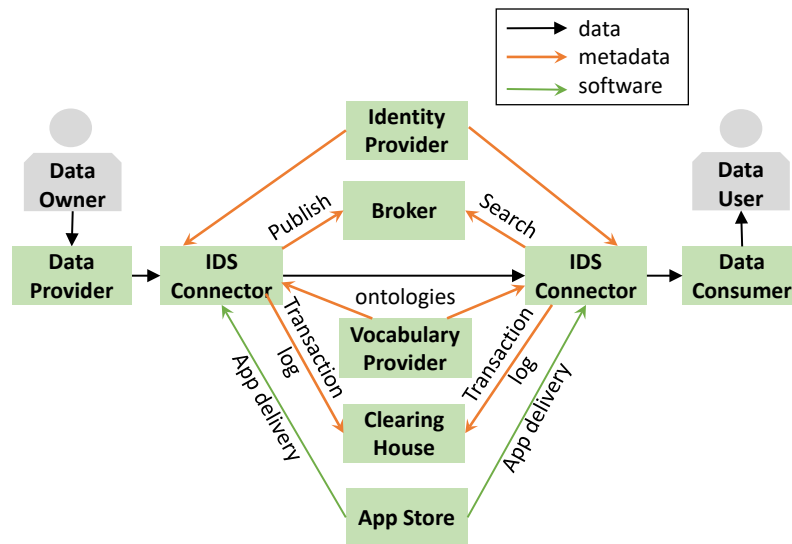 data
metadata
software
Identity
Provider
Data
Owner
Data
User
Publish
Broker
Search
Data
Provider
IDS
Connector
IDS
Connector
Data
Consumer
ontologies
Vocabulary
Provider
Transaction
log
Transaction
log
App delivery
App delivery
Clearing
House
App Store